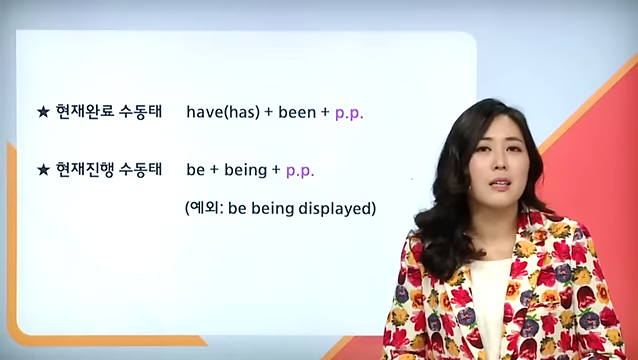 ★ 현재완료 수동태 have(has) + been + p.p.
★ 현재진행 수동태 be + being + p.p.
(예외: be being displayed)